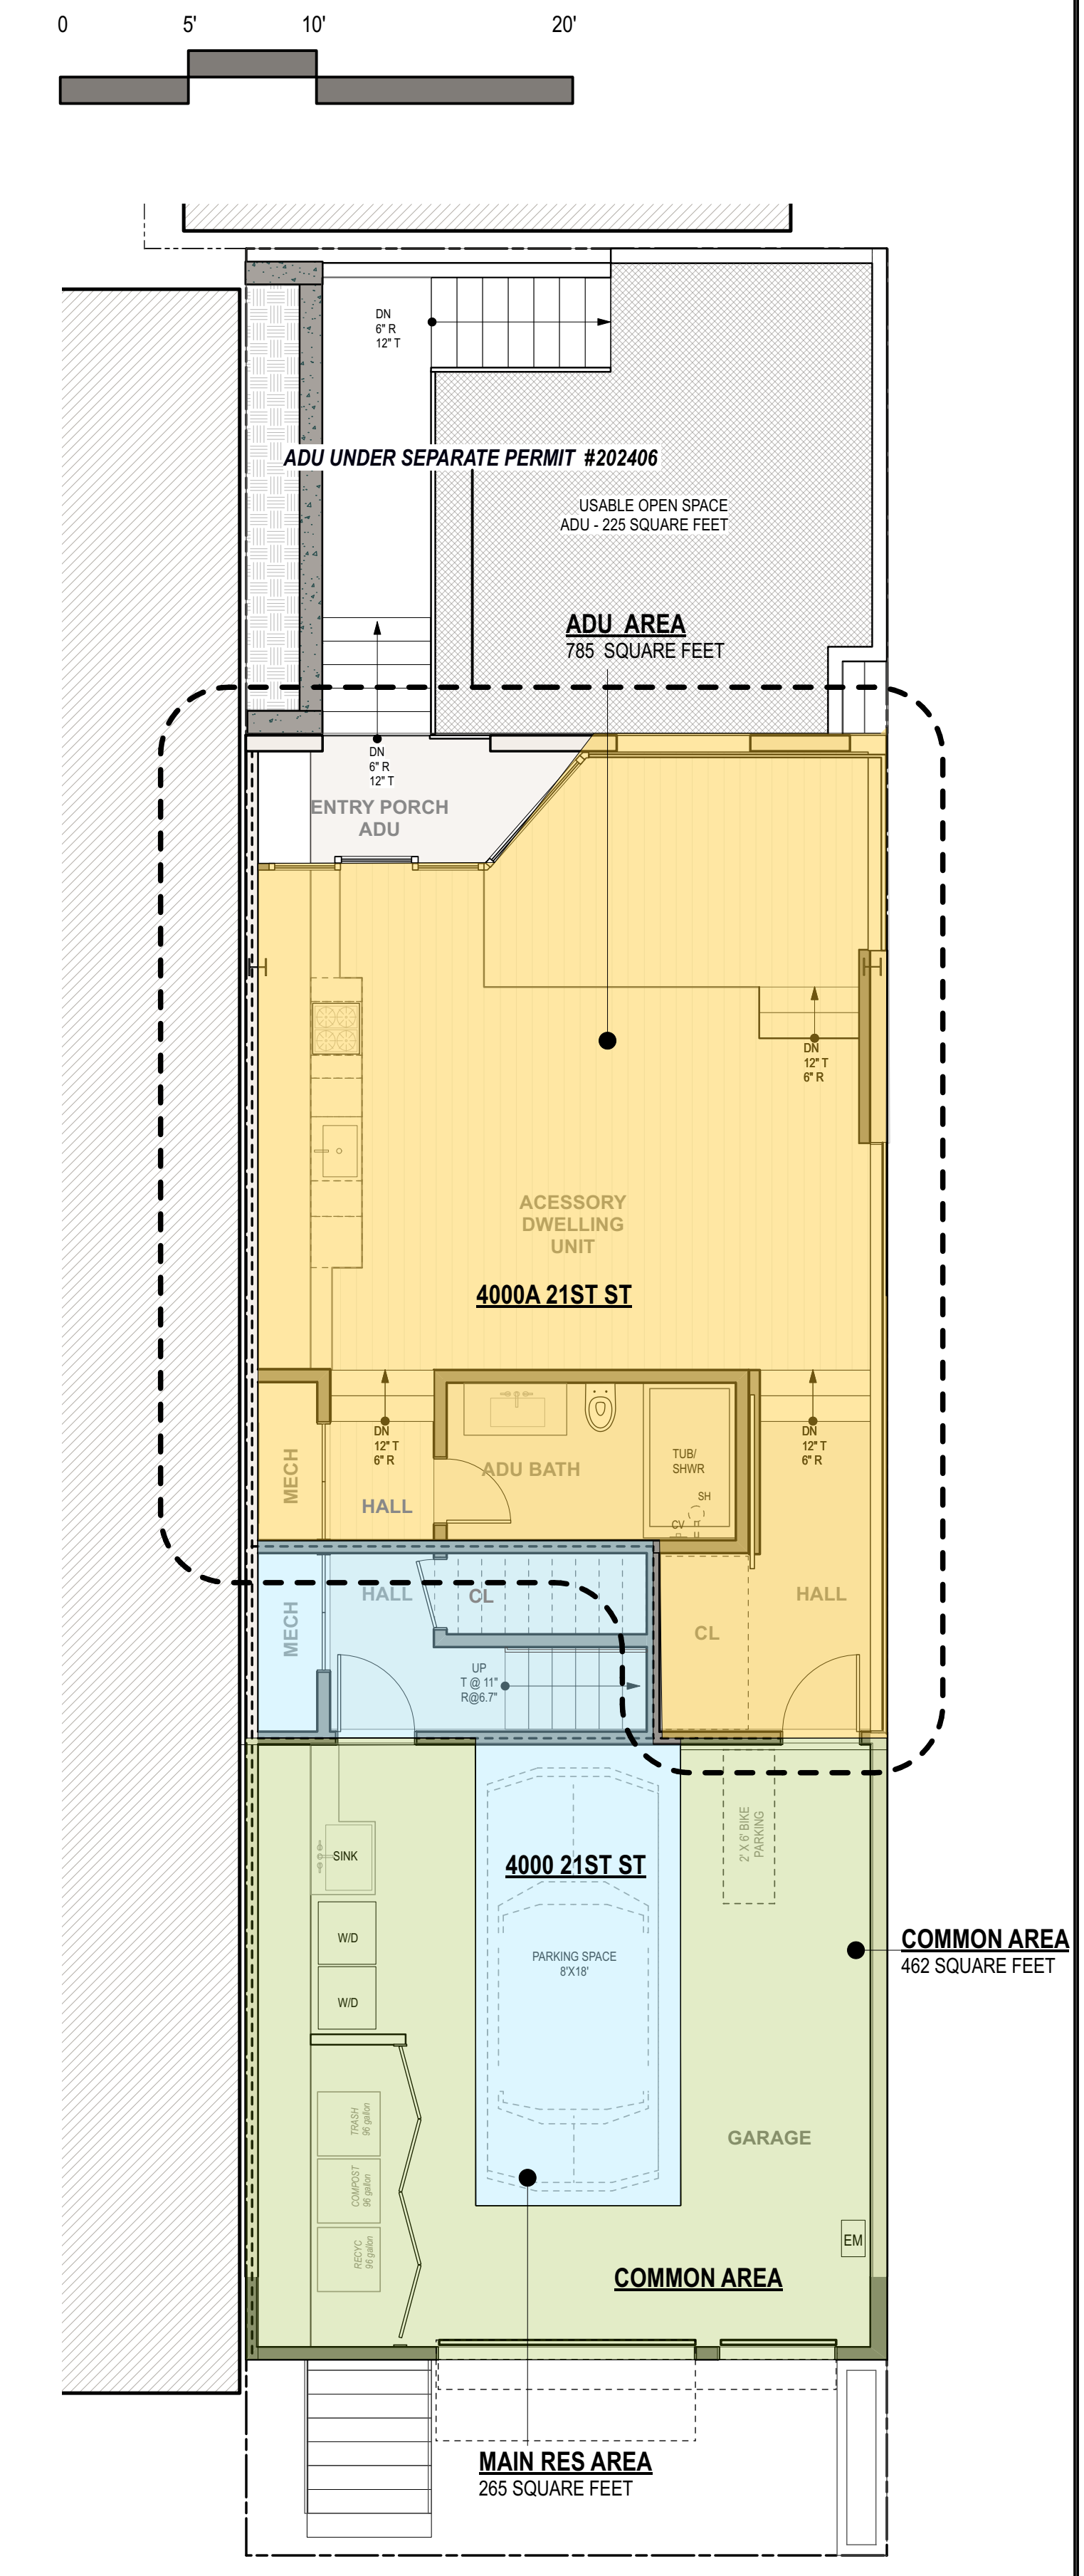 0 5' 10' 20'
DN
6" R
12" T
ADU UNDER SEPARATE PERMIT #202406
USABLE OPEN SPACE
ADU - 225 SQUARE FEET
ADU AREA
785 SQUARE FEET
DN
6" R
12" T
ENTRY PORCH
ADU
DN
12" T
6" R
ACESSORY
DWELLING
UNIT
4000A 21ST ST
DN
12" T
6" R
DN
12" T
6" R
MECH
HALL
ADU BATH
TUB/
SHWR
SH
CV
MECH
HALL
CL
CL
HALL
UP
T @ 11"
R@6.7"
2' X 6' BIKE
PARKING
SINK
4000 21ST ST
W/D
PARKING SPACE
8'X18'
COMMON AREA
462 SQUARE FEET
W/D
TRASH
96 gallon
COMPOST
96 gallon
RECYC
96 gallon
GARAGE
EM
COMMON AREA
MAIN RES AREA
265 SQUARE FEET